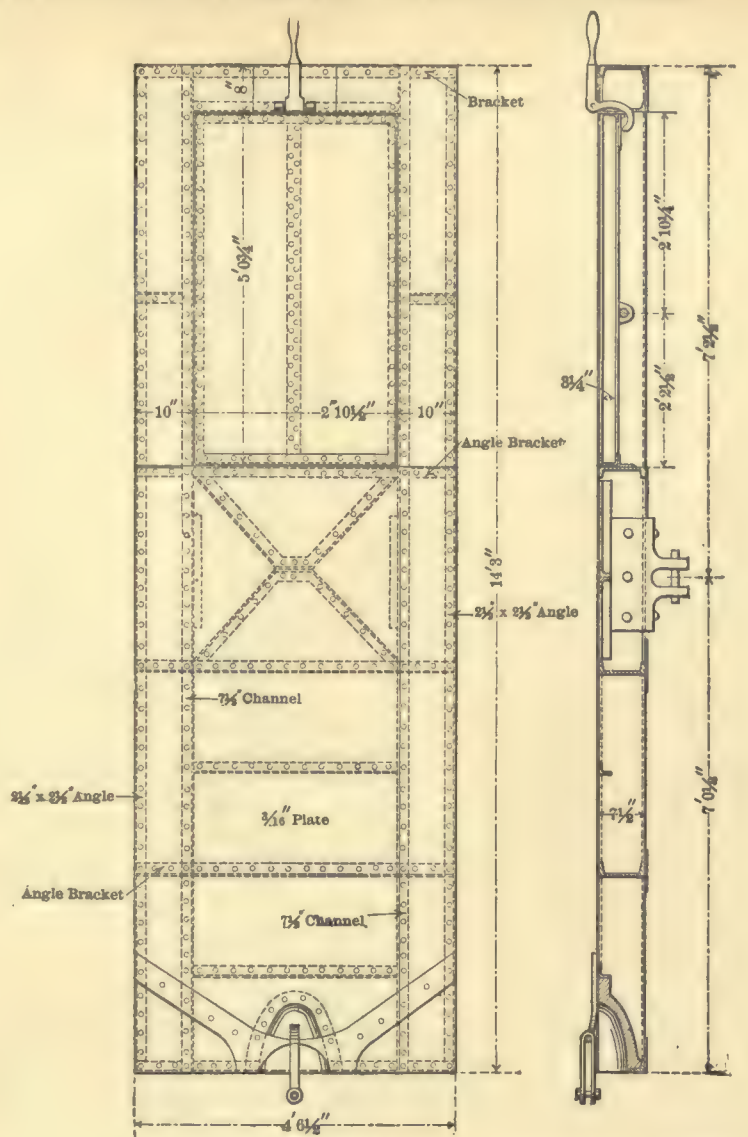 8"
Bracket
5' 0¾"
2' 10¼"
7' 2½"
3¼"
2' 2½"
10"
2" 10½"
10"
Angle Bracket
14' 3"
2½" x 2½" Angle
7½" Channel
2½" x 2½" Angle
3/16" Plate
7½"
7' 0½"
Angle Bracket
7½" Channel
4' 6½"